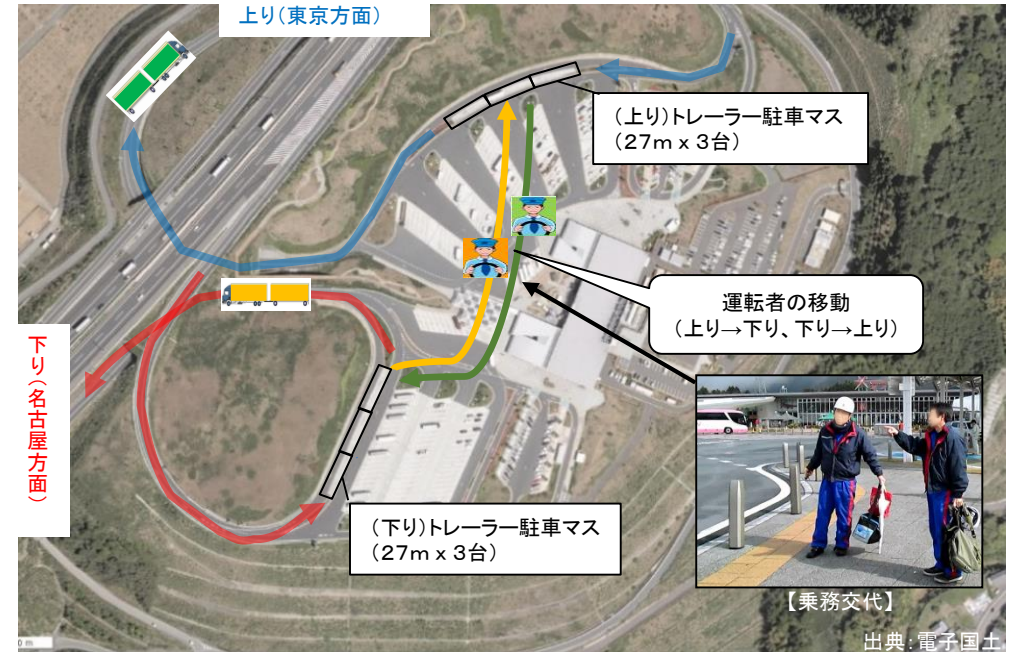 上り(東京方面)
(上り)トレーラー駐車マス
(27m x 3台)
運転者の移動
(上り→下り、下り→上り)
下り(名古屋方面)
(下り)トレーラー駐車マス
(27m x 3台)
【乗務交代】
出典:電子国土
0 m